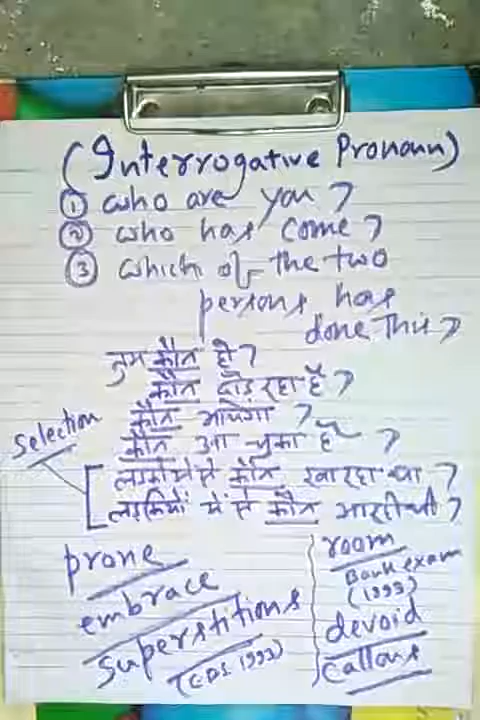 (Interrogative Pronoun)
① who are you?
② who has come?
③ which of the two
persons has
done this?
तुम कौन हो?
कौन दौड़ रहा है?
कौन आयेगा?
कौन आ चुका है?
Selection
लड़कों में से कौन खा रहा था?
लड़कियों में से कौन आती थी?
prone
embrace
superstitions
(CDS 1993)
room
Bank exam
(1993)
devoid
callous